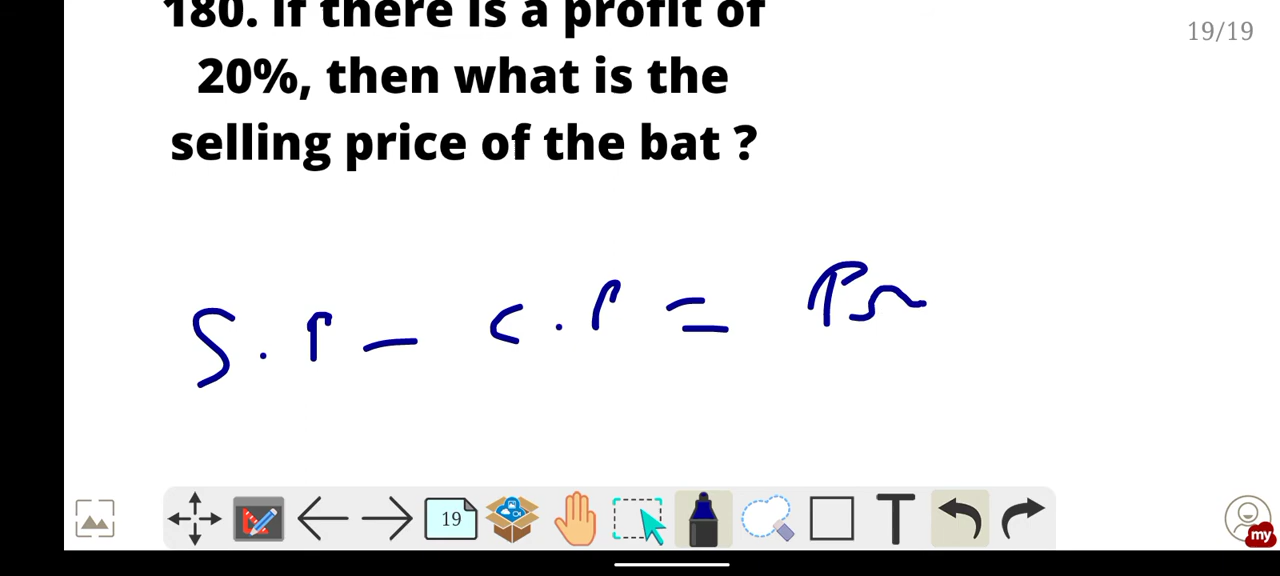 180. If there is a profit of
19/19
20%, then what is the
selling price of the bat ?
S.P - C.P = Pr
19
T
my